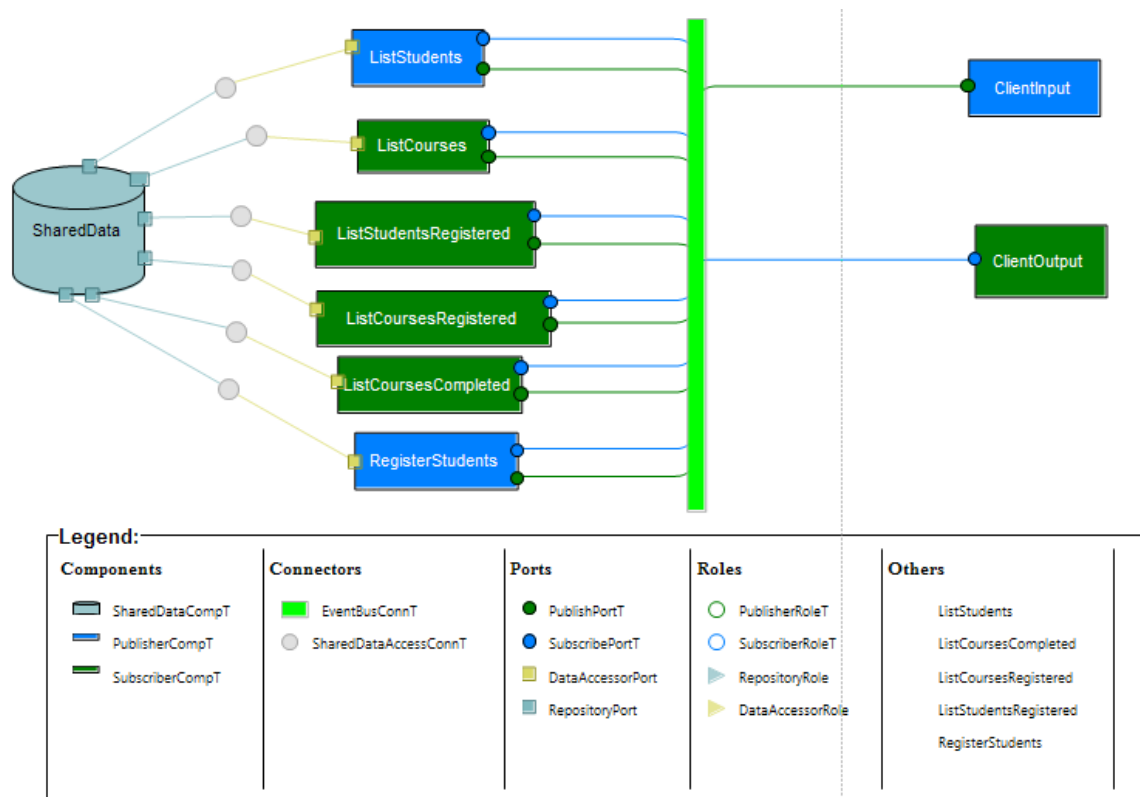 ListStudents
ClientInput
ListCourses
SharedData
ListStudentsRegistered
ClientOutput
ListCoursesRegistered
ListCoursesCompleted
RegisterStudents
Legend:
Components
Connectors
Ports
Roles
Others
SharedDataCompT
EventBusConnT
PublishPortT
PublisherRoleT
ListStudents
PublisherCompT
SharedDataAccessConnT
SubscribePortT
SubscriberRoleT
ListCoursesCompleted
SubscriberCompT
DataAccessorPort
RepositoryRole
ListCoursesRegistered
RepositoryPort
DataAccessorRole
ListStudentsRegistered
RegisterStudents